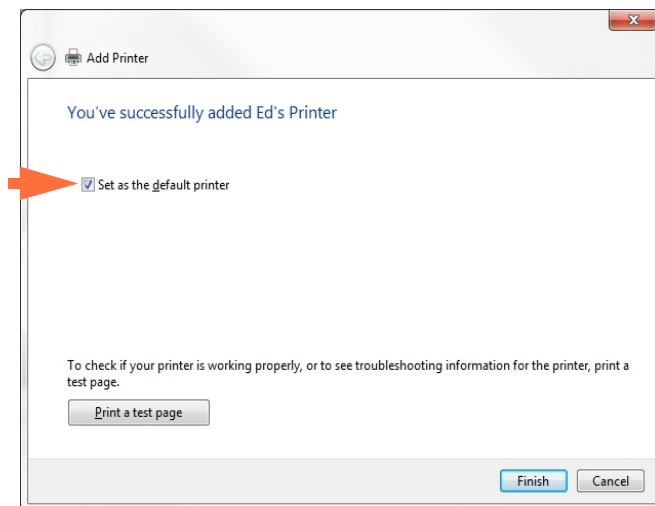 Add Printer
You've successfully added Ed's Printer
Set as the default printer
To check if your printer is working properly, or to see troubleshooting information for the printer, print a
test page.
Print a test page
Finish
Cancel